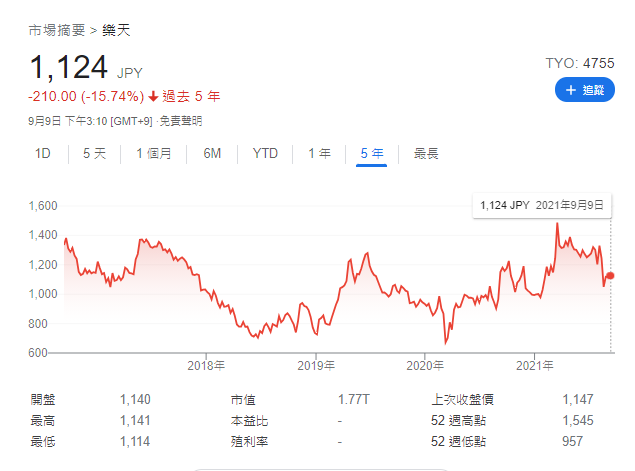 市場摘要 > 樂天
1,124 JPY
TYO: 4755
-210.00 (-15.74%) 過去 5 年
追蹤
9月9日 下午3:10 [GMT+9] ·免責聲明
1D 5 天 1 個月 6M YTD 1 年 5 年 最長
1,124 JPY 2021年9月9日
1,600
1,400
1,200
1,000
800
600
2018年 2019年 2020年 2021年
開盤 1,140 市值 1.77T 上次收盤價 1,147
最高 1,141 本益比 - 52 週高點 1,545
最低 1,114 殖利率 - 52 週低點 957